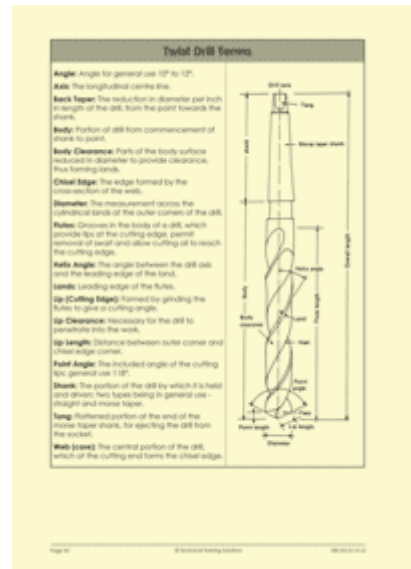 Twist Drill Terms
Angle: Angle for general use 10° to 12°.
Axis: The longitudinal centre line.
Back Taper: The reduction in diameter per inch
in length of the drill, from the point towards the
shank.
Body: Portion of drill from commencement of
shank to point.
Body Clearance: Parts of the body surface
reduced in diameter to provide clearance,
thus forming lands.
Chisel Edge: The edge formed by the
cross-section of the web.
Diameter: The measurement across the
cylindrical lands at the outer corners of the drill.
Flutes: Grooves in the body of a drill, which
provide lips at the cutting edge, permit
removal of swarf and allow cutting oil to reach
the cutting edge.
Helix Angle: The angle between the drill axis
and the leading edge of the land.
Lands: Leading edge of the flutes.
Lip (Cutting Edge): Formed by grinding the
flutes to give a cutting angle.
Lip Clearance: Necessary for the drill to
penetrate into the work.
Lip Length: Distance between outer corner and
chisel edge corner.
Point Angle: The included angle of the cutting
lips; general use 118°.
Shank: The portion of the drill by which it is held
and driven; two types being in general use -
straight and morse taper.
Tang: Flattened portion at the end of the
morse taper shank, for ejecting the drill from
the socket.
Web (core): The central portion of the drill,
which at the cutting end forms the chisel edge.
Drill axis
Tang
Shank
Morse taper shank
Overall length
Helix angle
Body
Flute length
Body
clearance
Land
Heel
Point
angle
Face
Point length
Lip length
Diameter
Page
© Technical Training Solutions